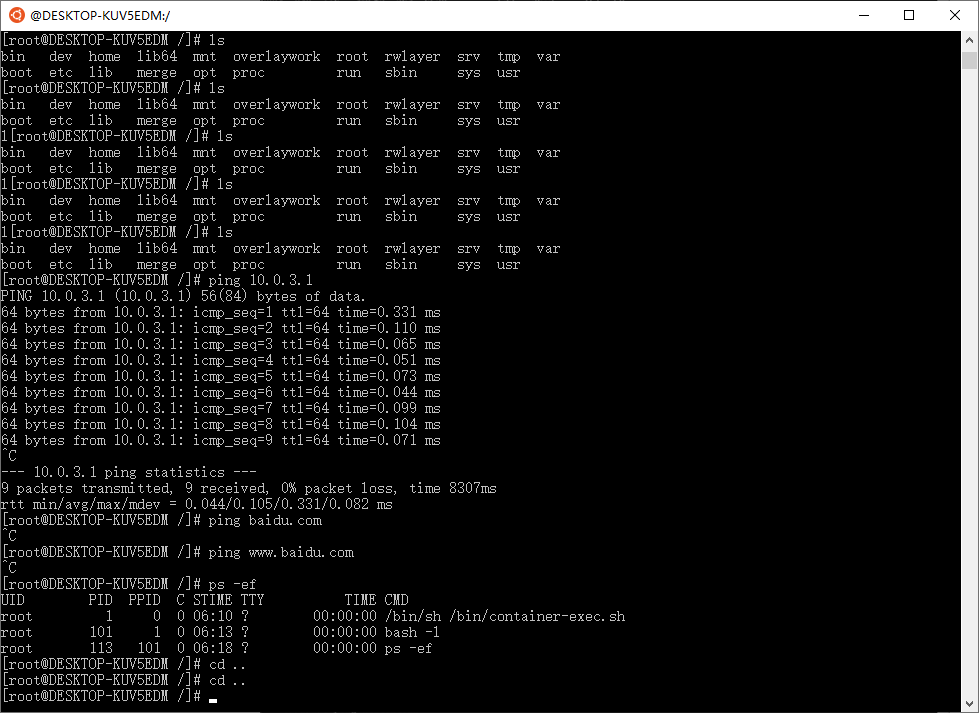 @DESKTOP-KUV5EDM:/
[root@DESKTOP-KUV5EDM /]# ls
bin   dev  home  lib64  mnt  overlaywork  root  rwlayer  srv  tmp  var
boot  etc  lib   merge  opt  proc         run   sbin     sys  usr
[root@DESKTOP-KUV5EDM /]# ls
bin   dev  home  lib64  mnt  overlaywork  root  rwlayer  srv  tmp  var
boot  etc  lib   merge  opt  proc         run   sbin     sys  usr
l[root@DESKTOP-KUV5EDM /]# ls
bin   dev  home  lib64  mnt  overlaywork  root  rwlayer  srv  tmp  var
boot  etc  lib   merge  opt  proc         run   sbin     sys  usr
l[root@DESKTOP-KUV5EDM /]# ls
bin   dev  home  lib64  mnt  overlaywork  root  rwlayer  srv  tmp  var
boot  etc  lib   merge  opt  proc         run   sbin     sys  usr
l[root@DESKTOP-KUV5EDM /]# ls
bin   dev  home  lib64  mnt  overlaywork  root  rwlayer  srv  tmp  var
boot  etc  lib   merge  opt  proc         run   sbin     sys  usr
[root@DESKTOP-KUV5EDM /]# ping 10.0.3.1
PING 10.0.3.1 (10.0.3.1) 56(84) bytes of data.
64 bytes from 10.0.3.1: icmp_seq=1 ttl=64 time=0.331 ms
64 bytes from 10.0.3.1: icmp_seq=2 ttl=64 time=0.110 ms
64 bytes from 10.0.3.1: icmp_seq=3 ttl=64 time=0.065 ms
64 bytes from 10.0.3.1: icmp_seq=4 ttl=64 time=0.051 ms
64 bytes from 10.0.3.1: icmp_seq=5 ttl=64 time=0.073 ms
64 bytes from 10.0.3.1: icmp_seq=6 ttl=64 time=0.044 ms
64 bytes from 10.0.3.1: icmp_seq=7 ttl=64 time=0.099 ms
64 bytes from 10.0.3.1: icmp_seq=8 ttl=64 time=0.104 ms
64 bytes from 10.0.3.1: icmp_seq=9 ttl=64 time=0.071 ms
^C
--- 10.0.3.1 ping statistics ---
9 packets transmitted, 9 received, 0% packet loss, time 8307ms
rtt min/avg/max/mdev = 0.044/0.105/0.331/0.082 ms
[root@DESKTOP-KUV5EDM /]# ping baidu.com
^C
[root@DESKTOP-KUV5EDM /]# ping www.baidu.com
^C
[root@DESKTOP-KUV5EDM /]# ps -ef
UID        PID  PPID  C STIME TTY          TIME CMD
root         1     0  0 06:10 ?        00:00:00 /bin/sh /bin/container-exec.sh
root       101     1  0 06:13 ?        00:00:00 bash -l
root       113   101  0 06:18 ?        00:00:00 ps -ef
[root@DESKTOP-KUV5EDM /]# cd ..
[root@DESKTOP-KUV5EDM /]# cd ..
[root@DESKTOP-KUV5EDM /]#